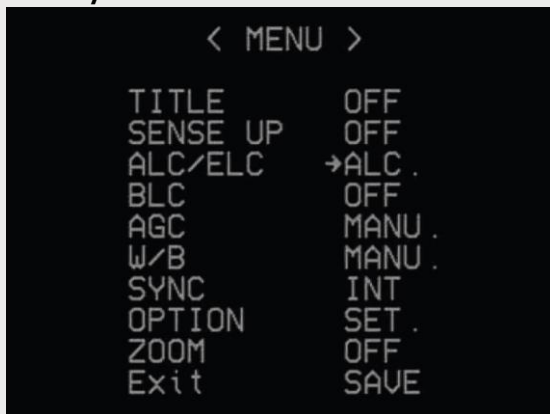 < MENU >
TITLE OFF
SENSE UP OFF
ALC/ELC →ALC.
BLC OFF
AGC MANU.
W/B MANU.
SYNC INT
OPTION SET.
ZOOM OFF
Exit SAVE